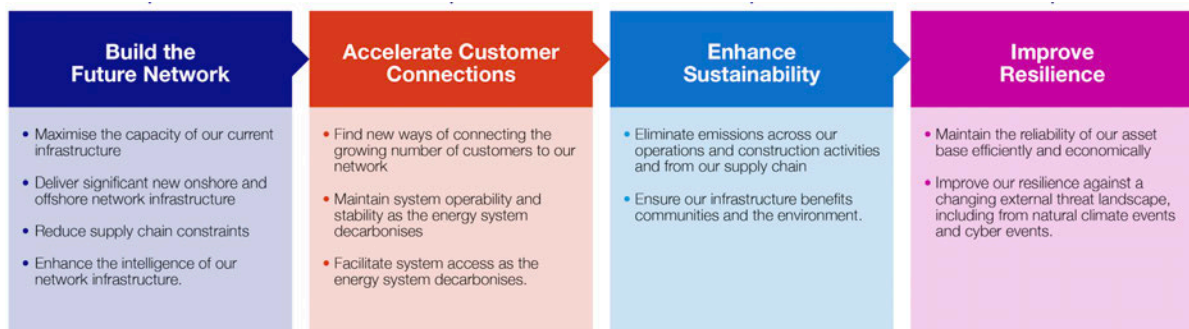 Build the
Future Network
• Maximise the capacity of our current
infrastructure
• Deliver significant new onshore and
offshore network infrastructure
• Reduce supply chain constraints
• Enhance the intelligence of our
network infrastructure.
Accelerate Customer
Connections
• Find new ways of connecting the
growing number of customers to our
network
• Maintain system operability and
stability as the energy system
decarbonises
• Facilitate system access as the
energy system decarbonises.
Enhance
Sustainability
• Eliminate emissions across our
operations and construction activities
and from our supply chain
• Ensure our infrastructure benefits
communities and the environment.
Improve
Resilience
• Maintain the reliability of our asset
base efficiently and economically
• Improve our resilience against a
changing external threat landscape,
including from natural climate events
and cyber events.